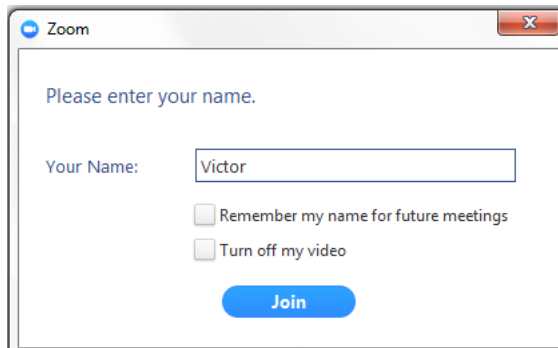 Zoom
Please enter your name.
Your Name: Victor
Remember my name for future meetings
Turn off my video
Join